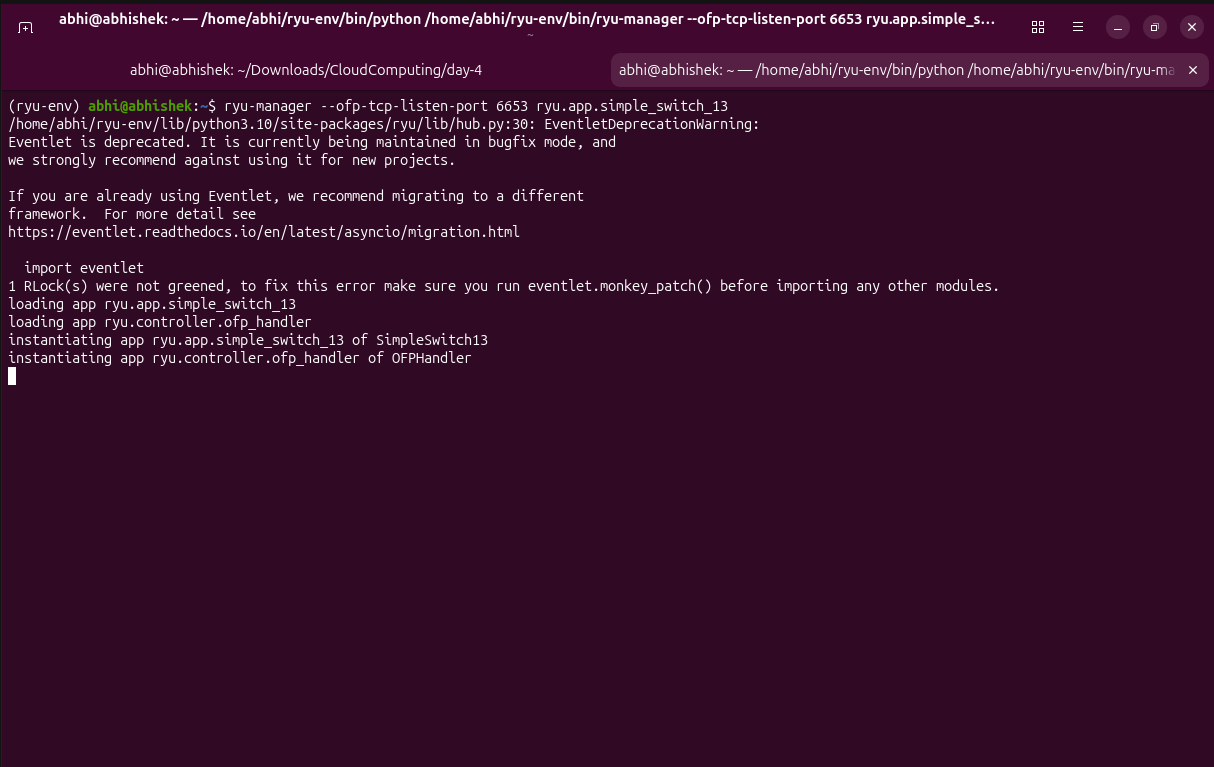 abhi@abhishek: ~ — /home/abhi/ryu-env/bin/python /home/abhi/ryu-env/bin/ryu-manager --ofp-tcp-listen-port 6653 ryu.app.simple_s…
~
abhi@abhishek: ~/Downloads/CloudComputing/day-4
abhi@abhishek: ~ — /home/abhi/ryu-env/bin/python /home/abhi/ryu-env/bin/ryu-ma
(ryu-env) abhi@abhishek:~$ ryu-manager --ofp-tcp-listen-port 6653 ryu.app.simple_switch_13
/home/abhi/ryu-env/lib/python3.10/site-packages/ryu/lib/hub.py:30: EventletDeprecationWarning:
Eventlet is deprecated. It is currently being maintained in bugfix mode, and
we strongly recommend against using it for new projects.
If you are already using Eventlet, we recommend migrating to a different
framework.  For more detail see
https://eventlet.readthedocs.io/en/latest/asyncio/migration.html
  import eventlet
1 RLock(s) were not greened, to fix this error make sure you run eventlet.monkey_patch() before importing any other modules.
loading app ryu.app.simple_switch_13
loading app ryu.controller.ofp_handler
instantiating app ryu.app.simple_switch_13 of SimpleSwitch13
instantiating app ryu.controller.ofp_handler of OFPHandler